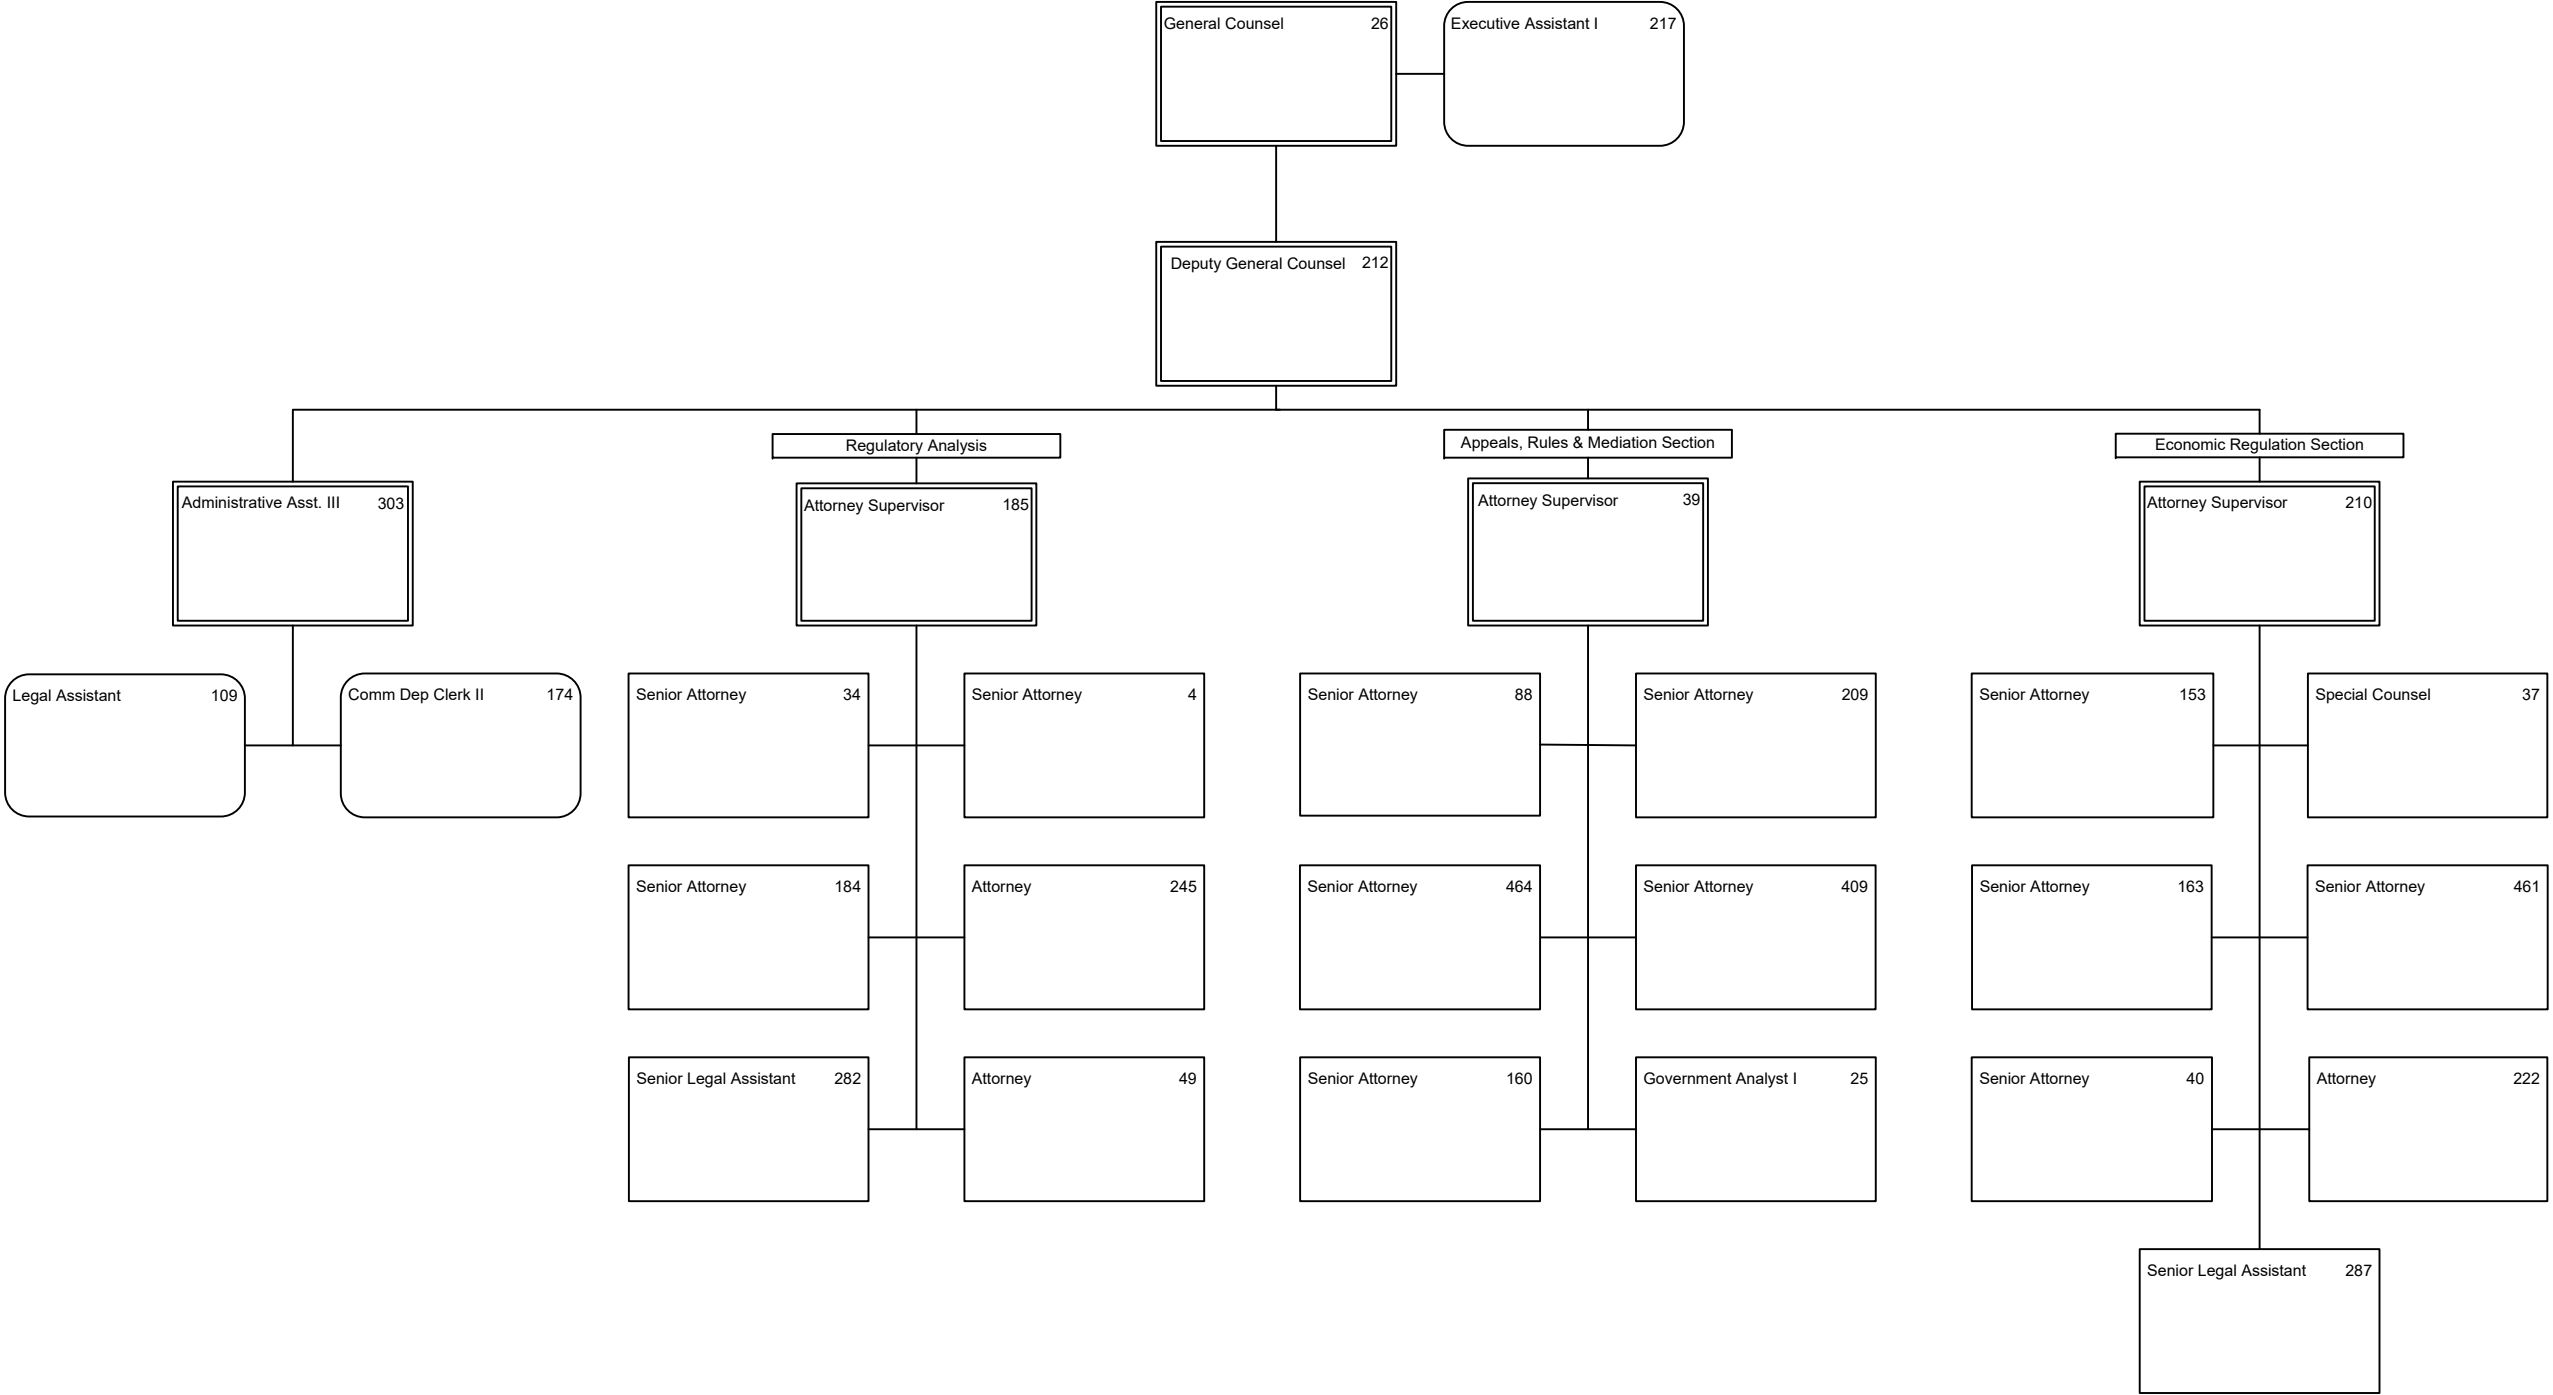 General Counsel 26
Executive Assistant I 217
Deputy General Counsel 212
Regulatory Analysis
Appeals, Rules & Mediation Section
Economic Regulation Section
Administrative Asst. III 303
Attorney Supervisor 185
Attorney Supervisor 39
Attorney Supervisor 210
Legal Assistant 109
Comm Dep Clerk II 174
Senior Attorney 34
Senior Attorney 4
Senior Attorney 88
Senior Attorney 209
Senior Attorney 153
Special Counsel 37
Senior Attorney 184
Attorney 245
Senior Attorney 464
Senior Attorney 409
Senior Attorney 163
Senior Attorney 461
Senior Legal Assistant 282
Attorney 49
Senior Attorney 160
Government Analyst I 25
Senior Attorney 40
Attorney 222
Senior Legal Assistant 287